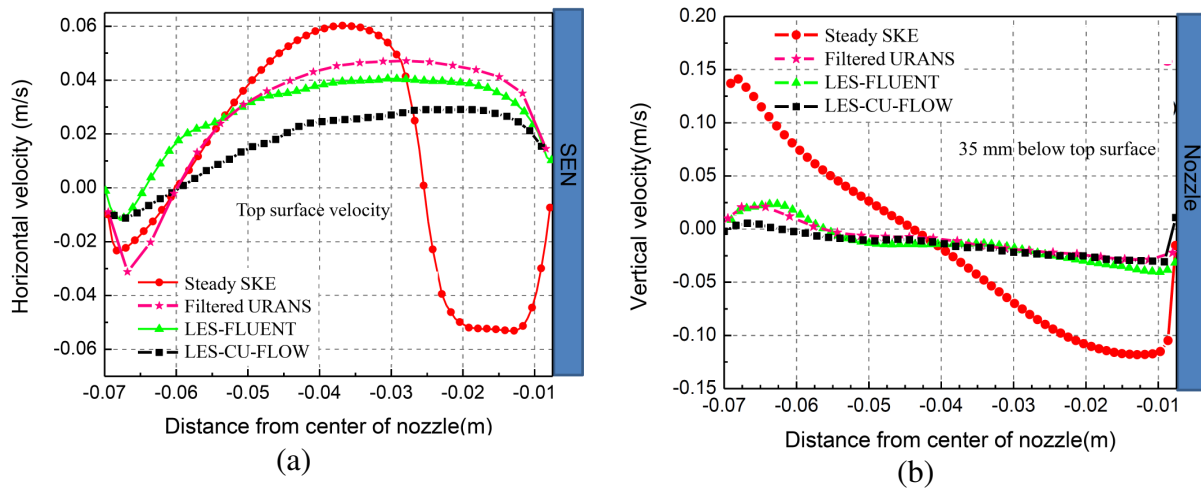 Horizontal velocity (m/s)
0.06
0.04
0.02
0.00
-0.02
-0.04
-0.06
Top surface velocity
Steady SKE
Filtered URANS
LES-FLUENT
LES-CU-FLOW
SEN
-0.07 -0.06 -0.05 -0.04 -0.03 -0.02 -0.01
Distance from center of nozzle(m)
(a)
Vertical velocity(m/s)
0.20
0.15
0.10
0.05
0.00
-0.05
-0.10
-0.15
Steady SKE
Filtered URANS
LES-FLUENT
LES-CU-FLOW
35 mm below top surface
Nozzle
-0.07 -0.06 -0.05 -0.04 -0.03 -0.02 -0.01
Distance from center of nozzle(m)
(b)